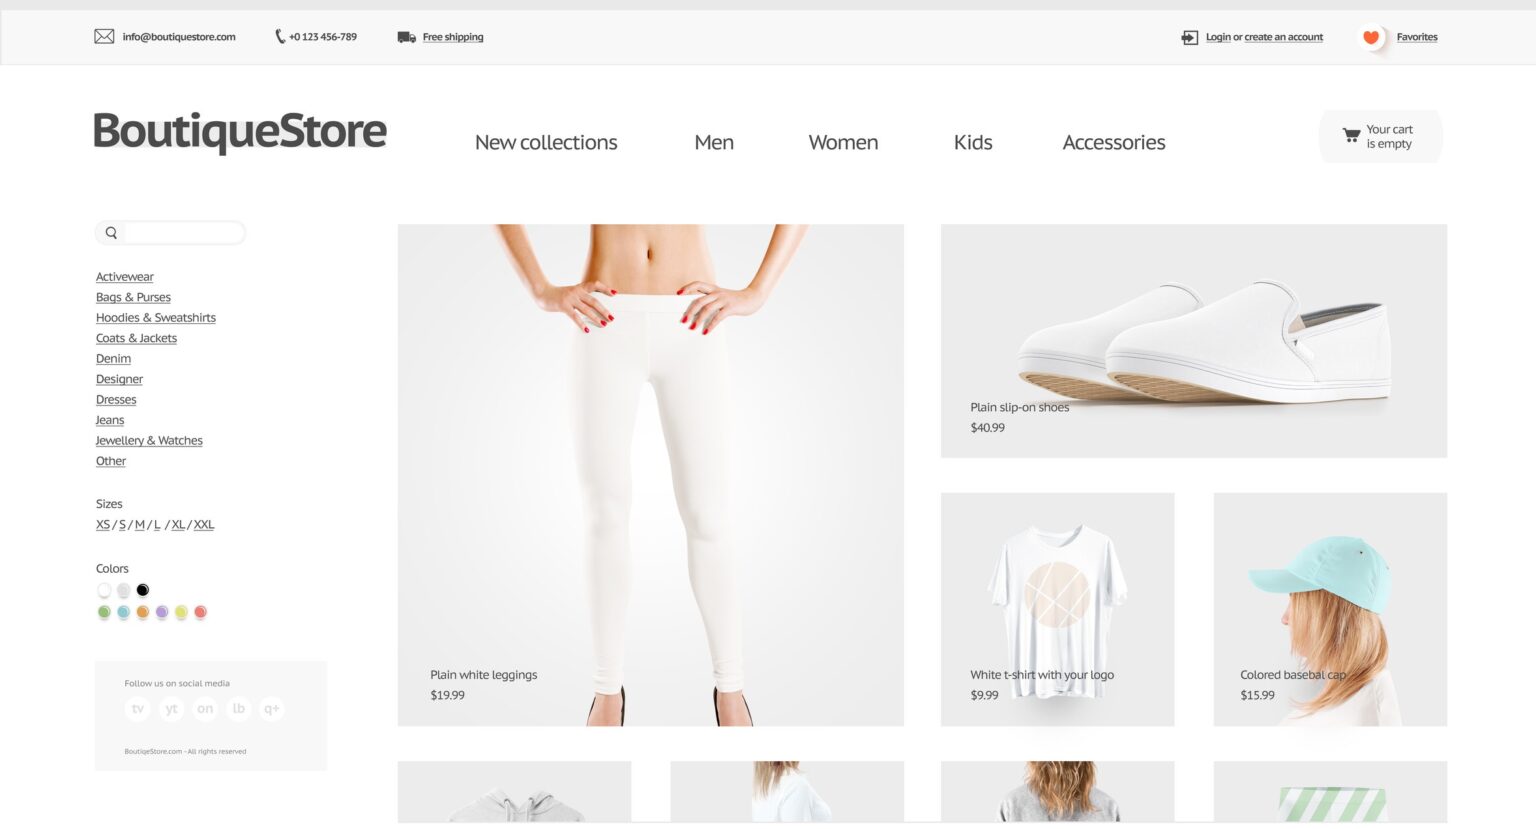 info@boutiquestore.com
+0 123 456-789
Free shipping
Login or create an account
Favorites
BoutiqueStore
New collections
Men
Women
Kids
Accessories
Your cart
is empty
Activewear
Bags & Purses
Hoodies & Sweatshirts
Coats & Jackets
Denim
Designer
Dresses
Jeans
Jewellery & Watches
Other
Sizes
XS / S / M / L / XL / XXL
Colors
Follow us on social media
tv yt on lb q+
BoutiqeStore.com - All rights reserved
Plain white leggings
$19.99
Plain slip-on shoes
$40.99
White t-shirt with your logo
$9.99
Colored basebal cap
$15.99